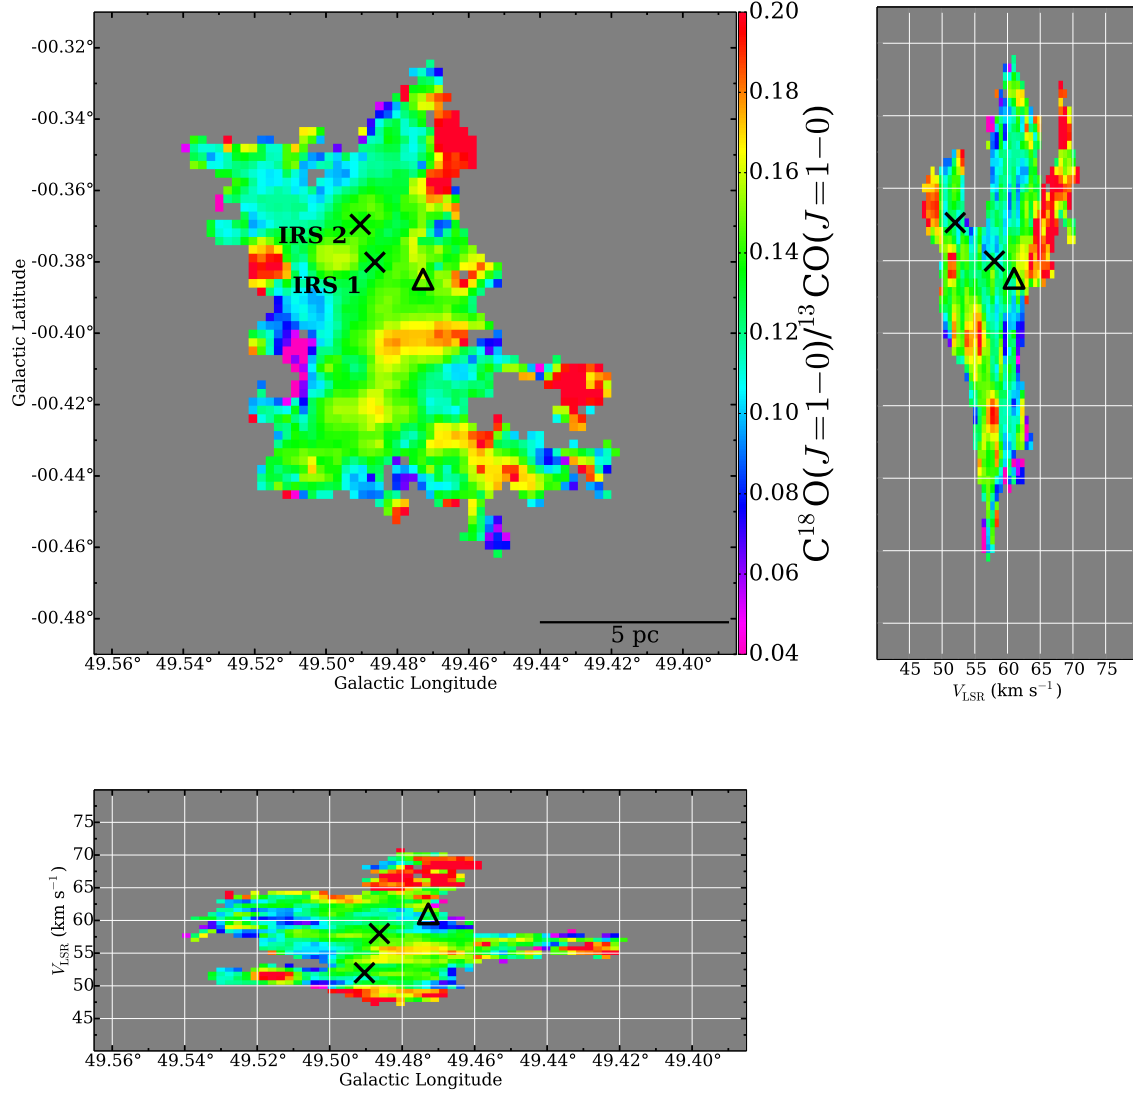 -00.32°
-00.34°
-00.36°
-00.38°
-00.40°
-00.42°
-00.44°
-00.46°
-00.48°
Galactic Latitude
IRS 2
IRS 1
5 pc
49.56° 49.54° 49.52° 49.50° 49.48° 49.46° 49.44° 49.42° 49.40°
Galactic Longitude
0.20
0.18
0.16
0.14
0.12
0.10
0.08
0.06
0.04
C¹⁸O(J=1−0)/¹³CO(J=1−0)
45 50 55 60 65 70 75
V_LSR (km s⁻¹)
75
70
65
60
55
50
45
V_LSR (km s⁻¹)
49.56° 49.54° 49.52° 49.50° 49.48° 49.46° 49.44° 49.42° 49.40°
Galactic Longitude